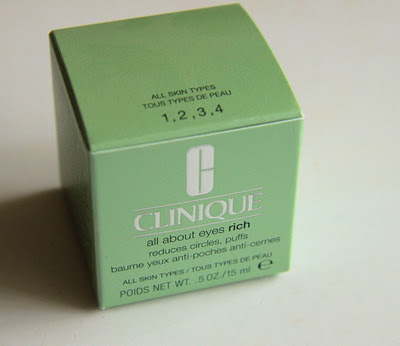 ALL SKIN TYPES
TOUS TYPES DE PEAU
1,2,3,4
C
CLINIQUE
all about eyes rich
reduces circles, puffs
baume yeux anti-poches anti-cernes
ALL SKIN TYPES / TOUS TYPES DE PEAU
POIDS NET WT. .5 OZ./15 ml ℮